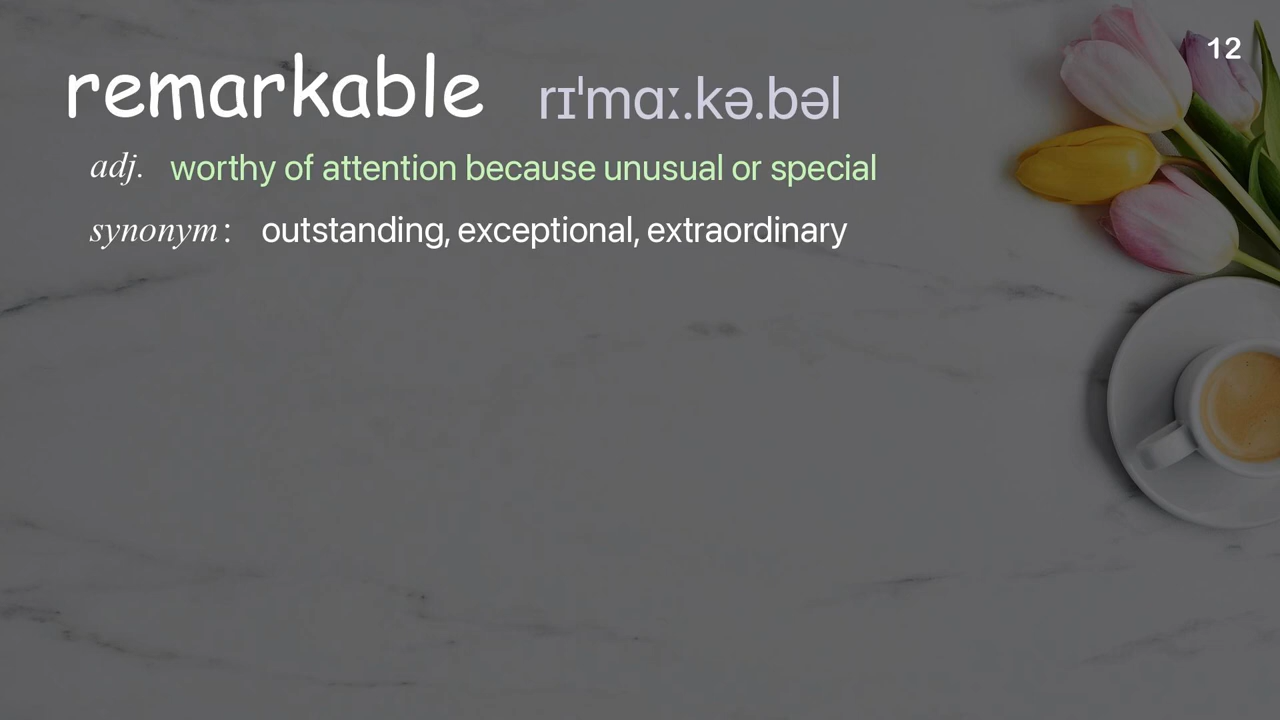 12
remarkable rɪˈmɑː.kə.bəl
adj. worthy of attention because unusual or special
synonym: outstanding, exceptional, extraordinary